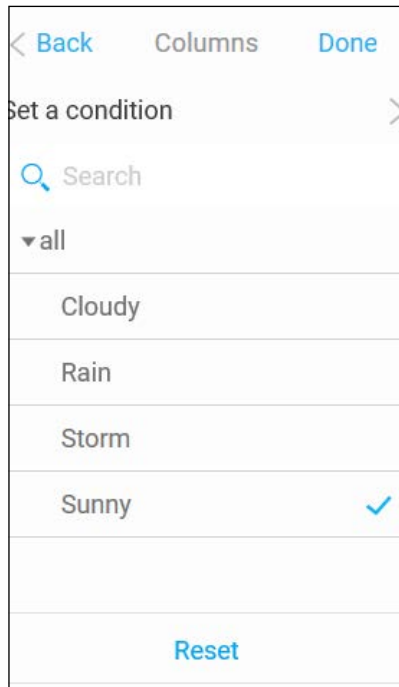 Back Columns Done
Set a condition
Search
all
Cloudy
Rain
Storm
Sunny
Reset